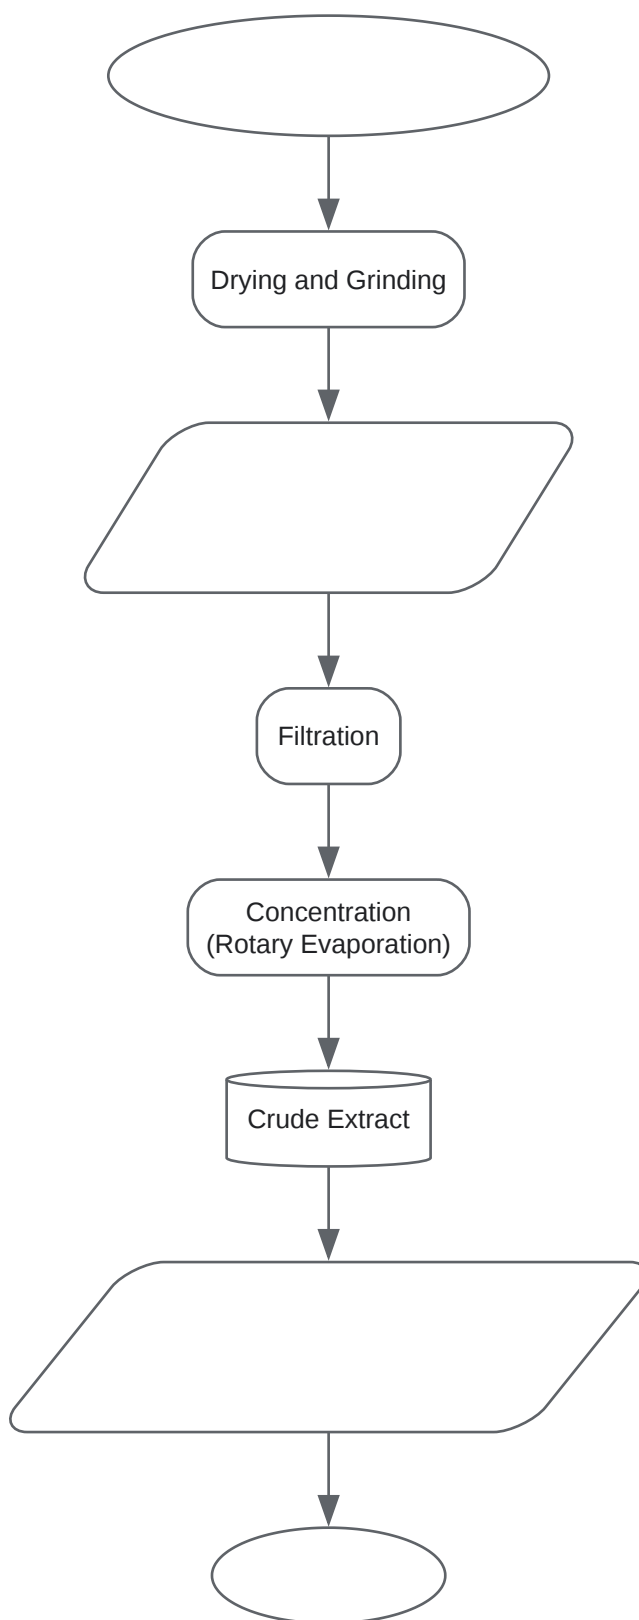 Drying and Grinding
Filtration
Concentration
(Rotary Evaporation)
Crude Extract